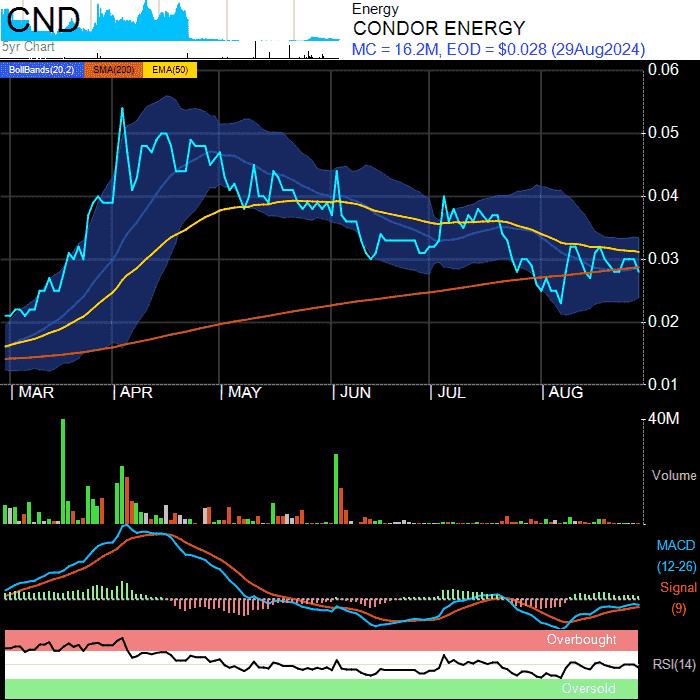 CND
5yr Chart
Energy
CONDOR ENERGY
MC = 16.2M, EOD = $0.028 (29Aug2024)
BollBands(20,2) SMA(200) EMA(50)
0.06
0.05
0.04
0.03
0.02
0.01
MAR APR MAY JUN JUL AUG
40M
Volume
MACD
(12-26)
Signal
(9)
Overbought
RSI(14)
Oversold